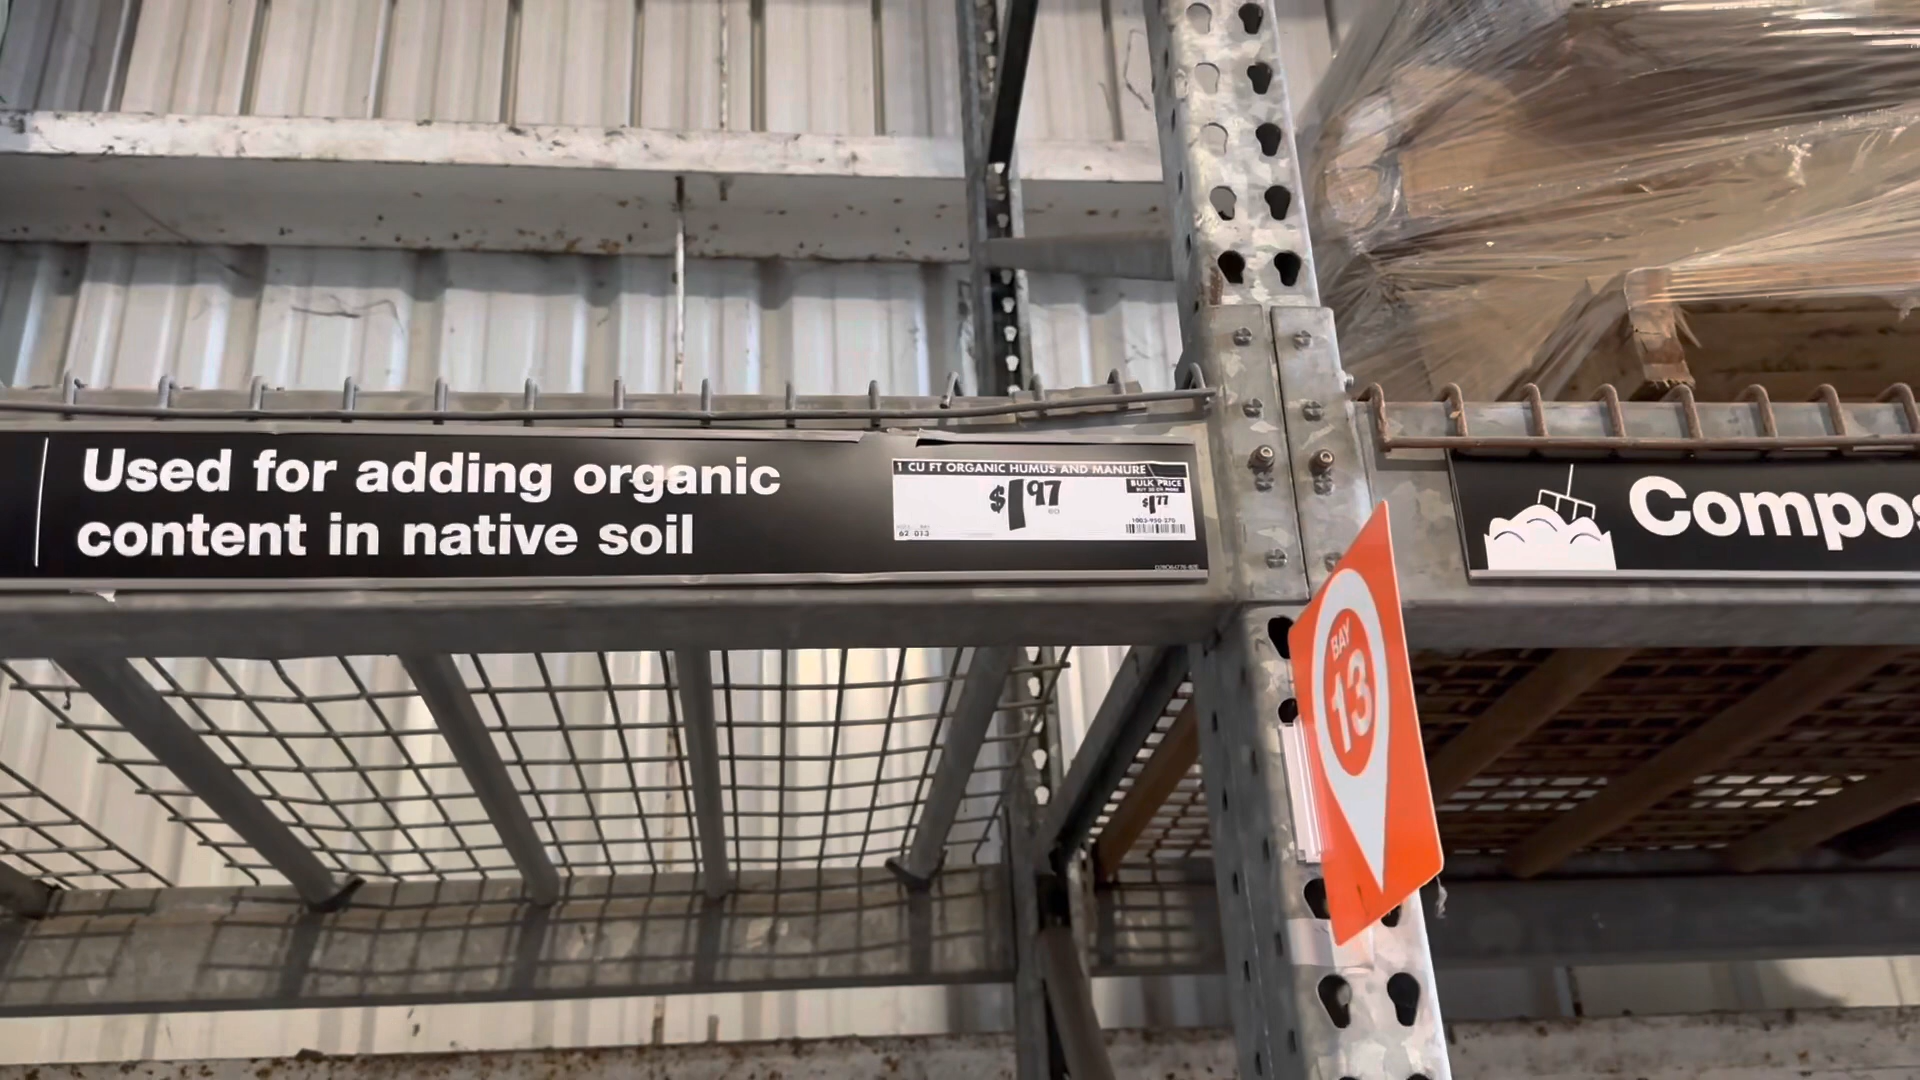 Used for adding organic
content in native soil
1 CU FT ORGANIC HUMUS AND MANURE
$1.97
BULK PRICE
$1.77
1003-950-270
62 013
Compos
BAY
13